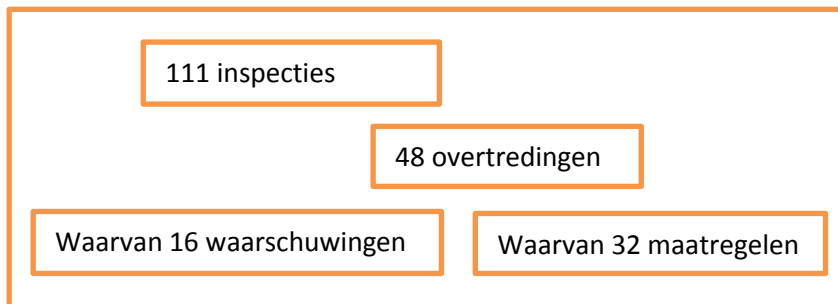 111 inspecties
48 overtredingen
Waarvan 16 waarschuwingen
Waarvan 32 maatregelen